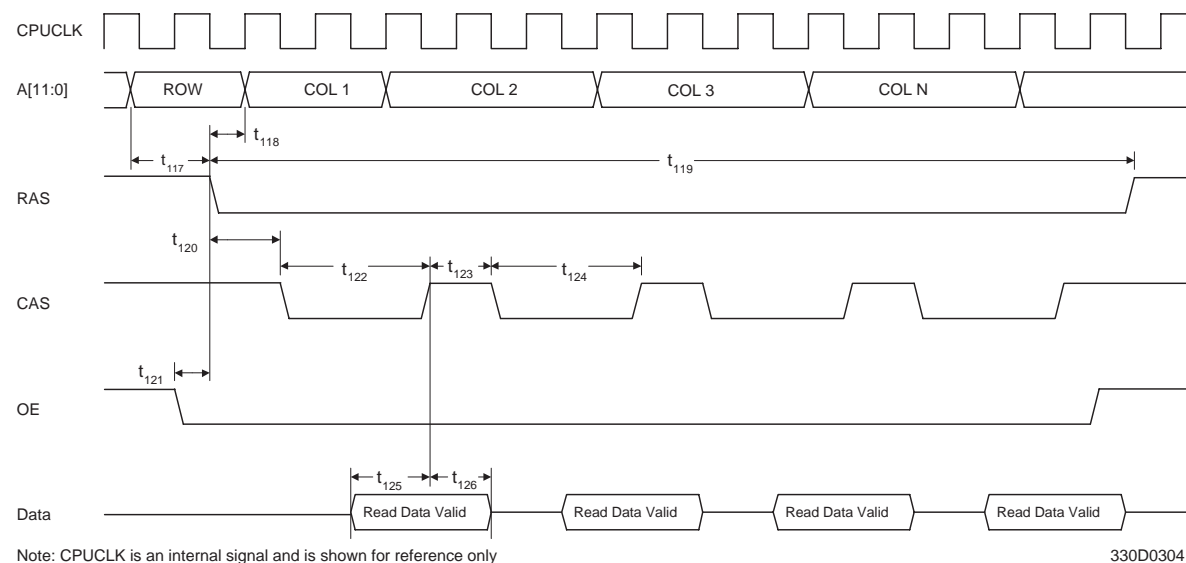 CPUCLK
A[11:0] ROW COL 1 COL 2 COL 3 COL N
t118
t117 t119
RAS
t120
t122 t123 t124
CAS
t121
OE
t125 t126
Data Read Data Valid Read Data Valid Read Data Valid Read Data Valid
Note: CPUCLK is an internal signal and is shown for reference only 330D0304